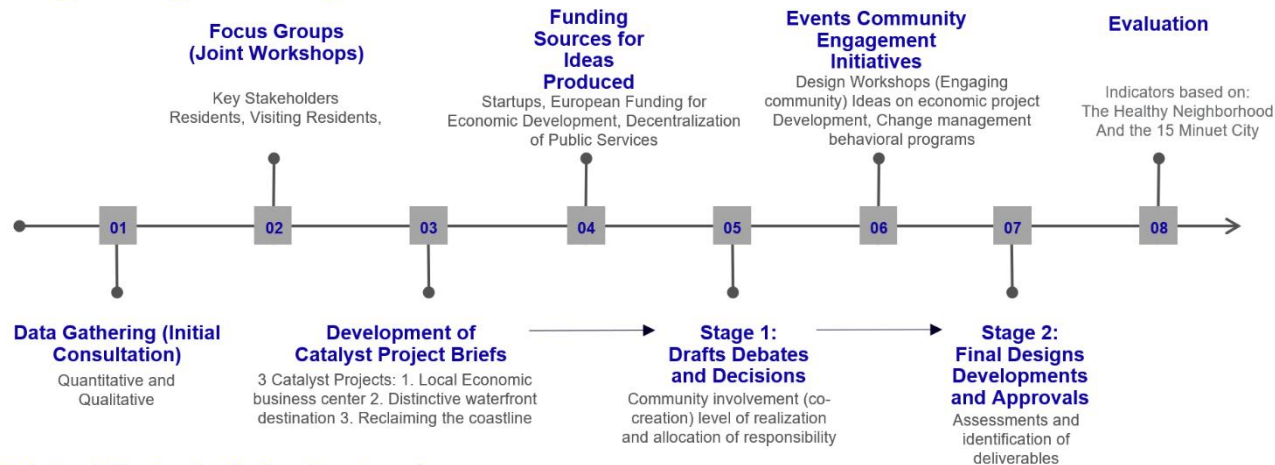 Focus Groups
(Joint Workshops)
Key Stakeholders
Residents, Visiting Residents,
Funding
Sources for
Ideas
Produced
Startups, European Funding for
Economic Development, Decentralization
of Public Services
Events Community
Engagement
Initiatives
Design Workshops (Engaging
community) Ideas on economic project
Development, Change management
behavioral programs
Evaluation
Indicators based on:
The Healthy Neighborhood
And the 15 Minuet City
01
02
03
04
05
06
07
08
Data Gathering (Initial
Consultation)
Quantitative and
Qualitative
Development of
Catalyst Project Briefs
3 Catalyst Projects: 1. Local Economic
business center 2. Distinctive waterfront
destination 3. Reclaiming the coastline
Stage 1:
Drafts Debates
and Decisions
Community involvement (co-
creation) level of realization
and allocation of responsibility
Stage 2:
Final Designs
Developments
and Approvals
Assessments and
identification of
deliverables